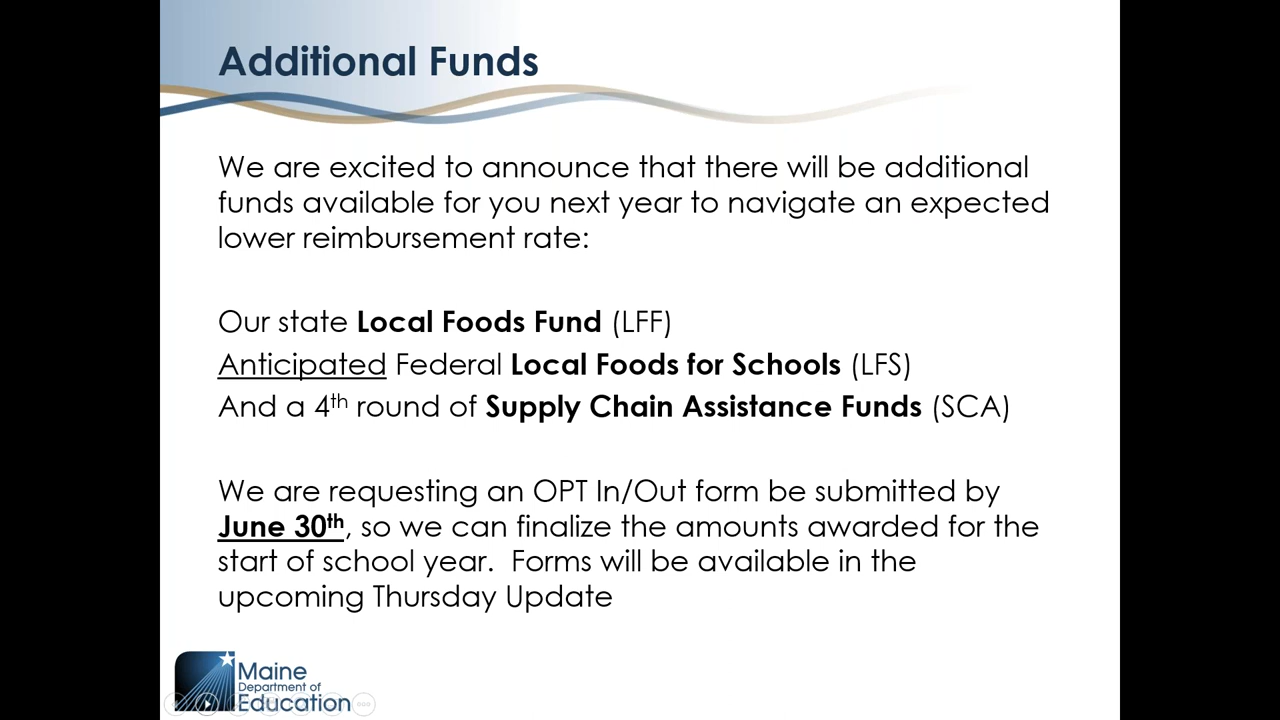 Additional Funds
We are excited to announce that there will be additional
funds available for you next year to navigate an expected
lower reimbursement rate:
Our state Local Foods Fund (LFF)
Anticipated Federal Local Foods for Schools (LFS)
And a 4th round of Supply Chain Assistance Funds (SCA)
We are requesting an OPT In/Out form be submitted by
June 30th, so we can finalize the amounts awarded for the
start of school year.  Forms will be available in the
upcoming Thursday Update
Maine
Department of
Education